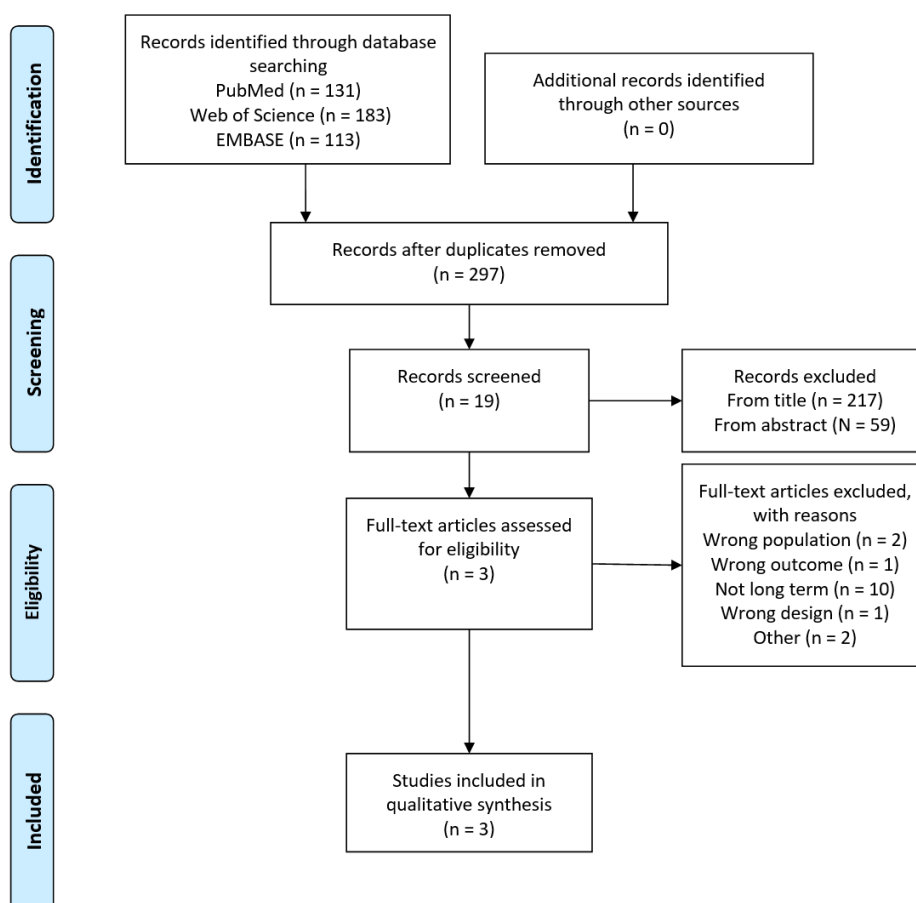 Identification
Records identified through database
searching
PubMed (n = 131)
Web of Science (n = 183)
EMBASE (n = 113)
Additional records identified
through other sources
(n = 0)
Records after duplicates removed
(n = 297)
Screening
Records screened
(n = 19)
Records excluded
From title (n = 217)
From abstract (N = 59)
Eligibility
Full-text articles assessed
for eligibility
(n = 3)
Full-text articles excluded,
with reasons
Wrong population (n = 2)
Wrong outcome (n = 1)
Not long term (n = 10)
Wrong design (n = 1)
Other (n = 2)
Included
Studies included in
qualitative synthesis
(n = 3)